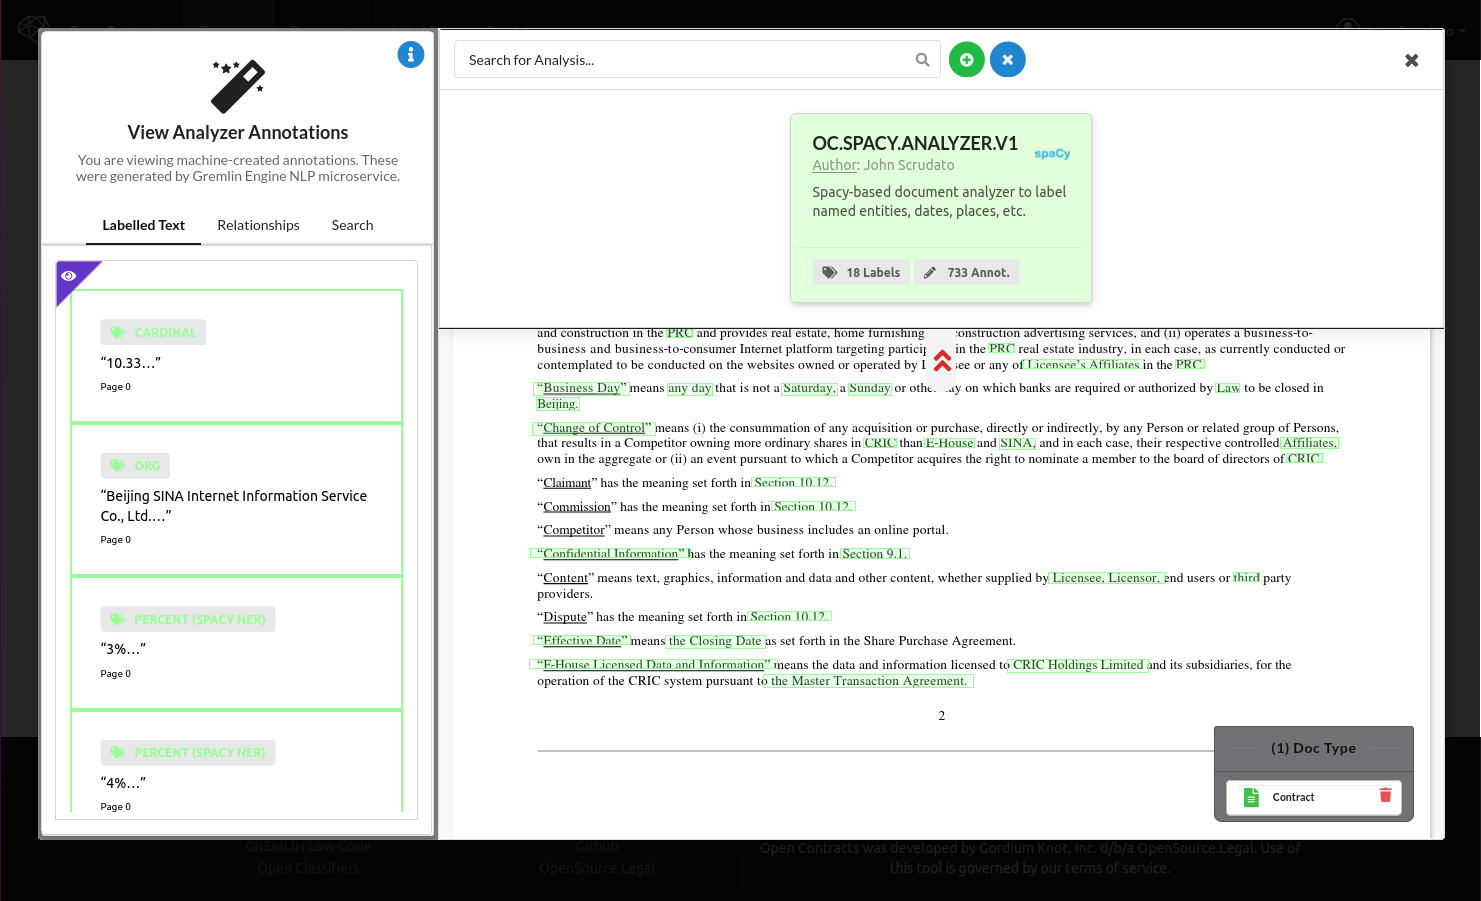 View Analyzer Annotations
You are viewing machine-created annotations. These
were generated by Gremlin Engine NLP microservice.
Labelled Text Relationships Search
CARDINAL
“10.33…”
Page 0
ORG
“Beijing SINA Internet Information Service
Co., Ltd.…”
Page 0
PERCENT (SPACY NER)
“3%…”
Page 0
PERCENT (SPACY NER)
“4%…”
Page 0
Search for Analysis...
OC.SPACY.ANALYZER.V1
spaCy
Author: John Scrudato
Spacy-based document analyzer to label
named entities, dates, places, etc.
18 Labels 733 Annot.
and construction in the PRC and provides real estate, home furnishing construction advertising services, and (ii) operates a business-to-
business and business-to-consumer Internet platform targeting in the PRC real estate industry, in each case, as currently conducted or
contemplated to be conducted on the websites owned or operated by or any of Licensee’s Affiliates in the PRC.
“Business Day” means any day that is not a Saturday, a Sunday or other day on which banks are required or authorized by Law to be closed in
Beijing.
“Change of Control” means (i) the consummation of any acquisition or purchase, directly or indirectly, by any Person or related group of Persons,
that results in a Competitor owning more ordinary shares in CRIC than E-House and SINA, and in each case, their respective controlled Affiliates,
own in the aggregate or (ii) an event pursuant to which a Competitor acquires the right to nominate a member to the board of directors of CRIC.
“Claimant” has the meaning set forth in Section 10.12.
“Commission” has the meaning set forth in Section 10.12.
“Competitor” means any Person whose business includes an online portal.
“Confidential Information” has the meaning set forth in Section 9.1.
“Content” means text, graphics, information and data and other content, whether supplied by Licensee, Licensor, end users or third party
providers.
“Dispute” has the meaning set forth in Section 10.12.
“Effective Date” means the Closing Date as set forth in the Share Purchase Agreement.
“E-House Licensed Data and Information” means the data and information licensed to CRIC Holdings Limited and its subsidiaries, for the
operation of the CRIC system pursuant to the Master Transaction Agreement.
2
(1) Doc Type
Contract
GREMLIN Low-Code
Open Classifiers
Github
OpenSource.Legal
Open Contracts was developed by Gordium Knot, Inc. d/b/a OpenSource.Legal. Use of
this tool is governed by our terms of service.